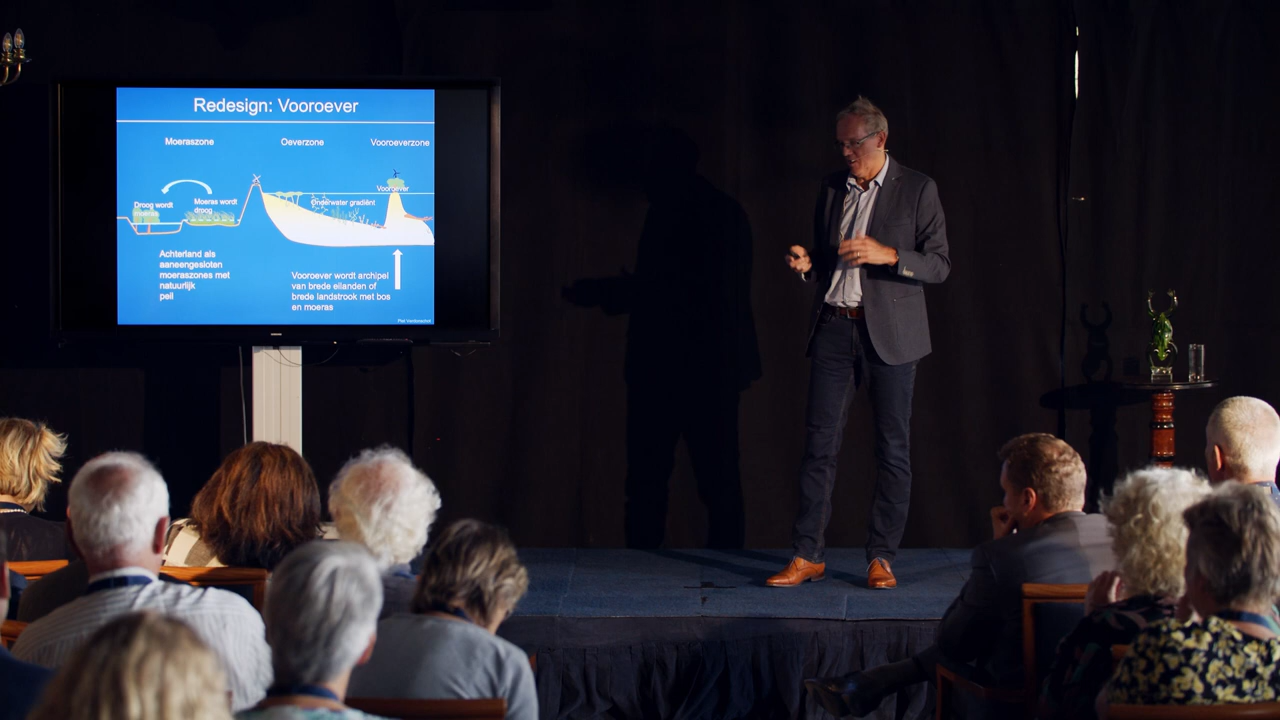 Redesign: Vooroever
Moeraszone Oeverzone Vooroeverzone
Vooroever
Droog wordt
moeras
Moeras wordt
droog
Onderwater gradiënt
Achterland als
aaneengesloten
moeraszones met
natuurlijk
peil
Vooroever wordt archipel
van brede eilanden of
brede landstrook met bos
en moeras